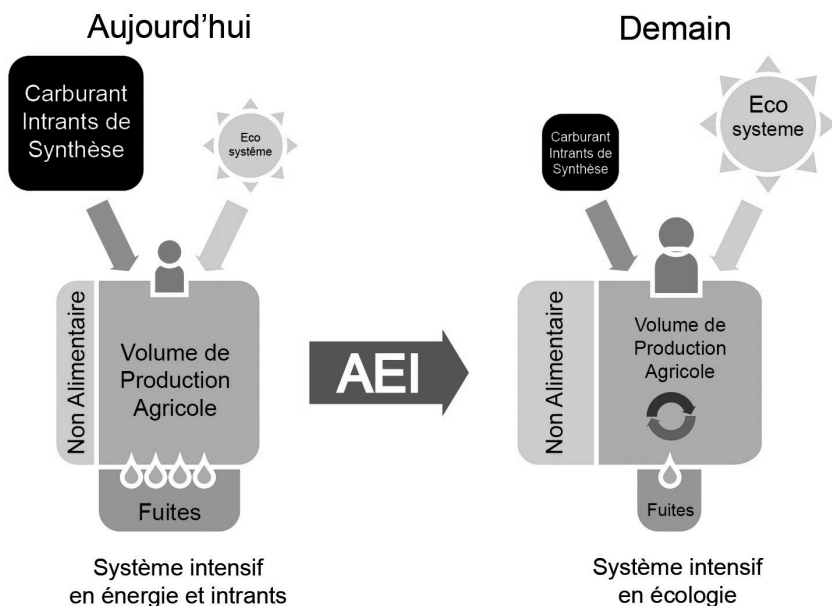 Aujourd’hui
Carburant
Intrants de
Synthèse
Eco
systême
Non Alimentaire
Volume de
Production
Agricole
Fuites
Système intensif
en énergie et intrants
AEI
Demain
Carburant
Intrants de
Synthèse
Eco
systeme
Non Alimentaire
Volume de
Production
Agricole
Fuites
Système intensif
en écologie